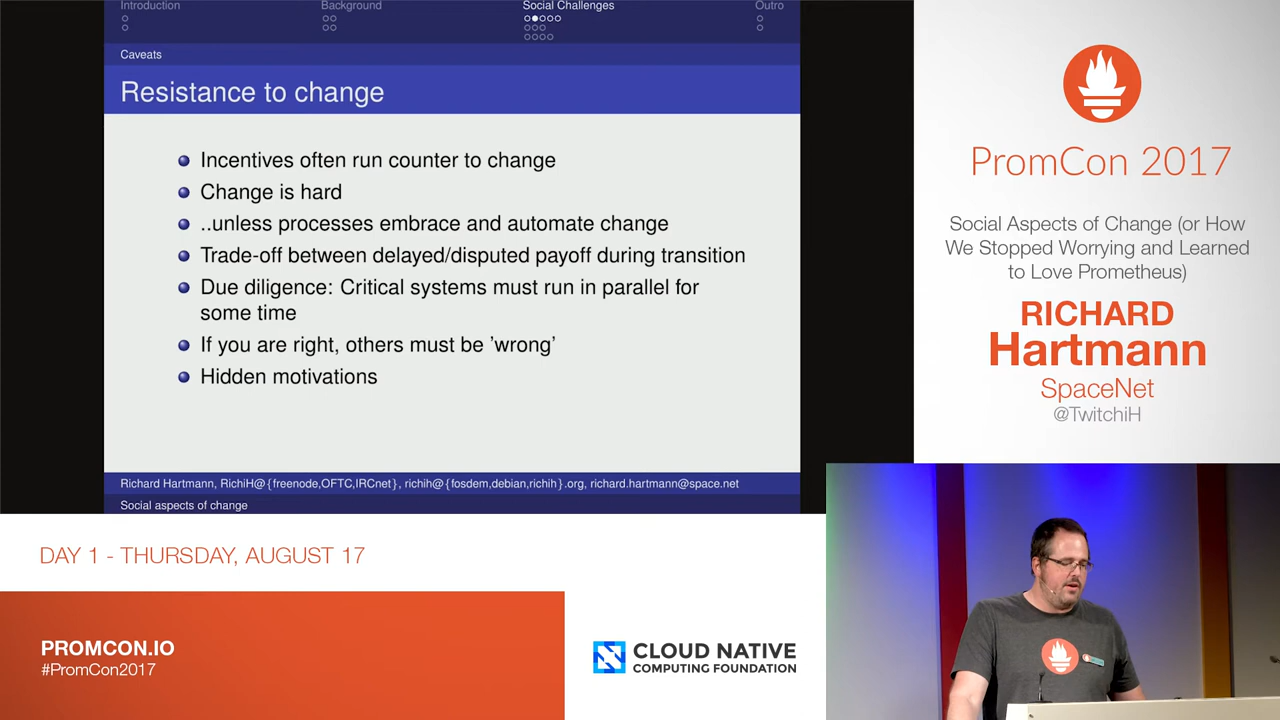 Introduction
Background
Social Challenges
Outro
Caveats
Resistance to change
Incentives often run counter to change
Change is hard
..unless processes embrace and automate change
Trade-off between delayed/disputed payoff during transition
Due diligence: Critical systems must run in parallel for
some time
If you are right, others must be ’wrong’
Hidden motivations
Richard Hartmann, RichiH@{freenode,OFTC,IRCnet}, richih@{fosdem,debian,richih}.org, richard.hartmann@space.net
Social aspects of change
PromCon 2017
Social Aspects of Change (or How
We Stopped Worrying and Learned
to Love Prometheus)
RICHARD
Hartmann
SpaceNet
@TwitchiH
DAY 1 - THURSDAY, AUGUST 17
PROMCON.IO
#PromCon2017
CLOUD NATIVE
COMPUTING FOUNDATION